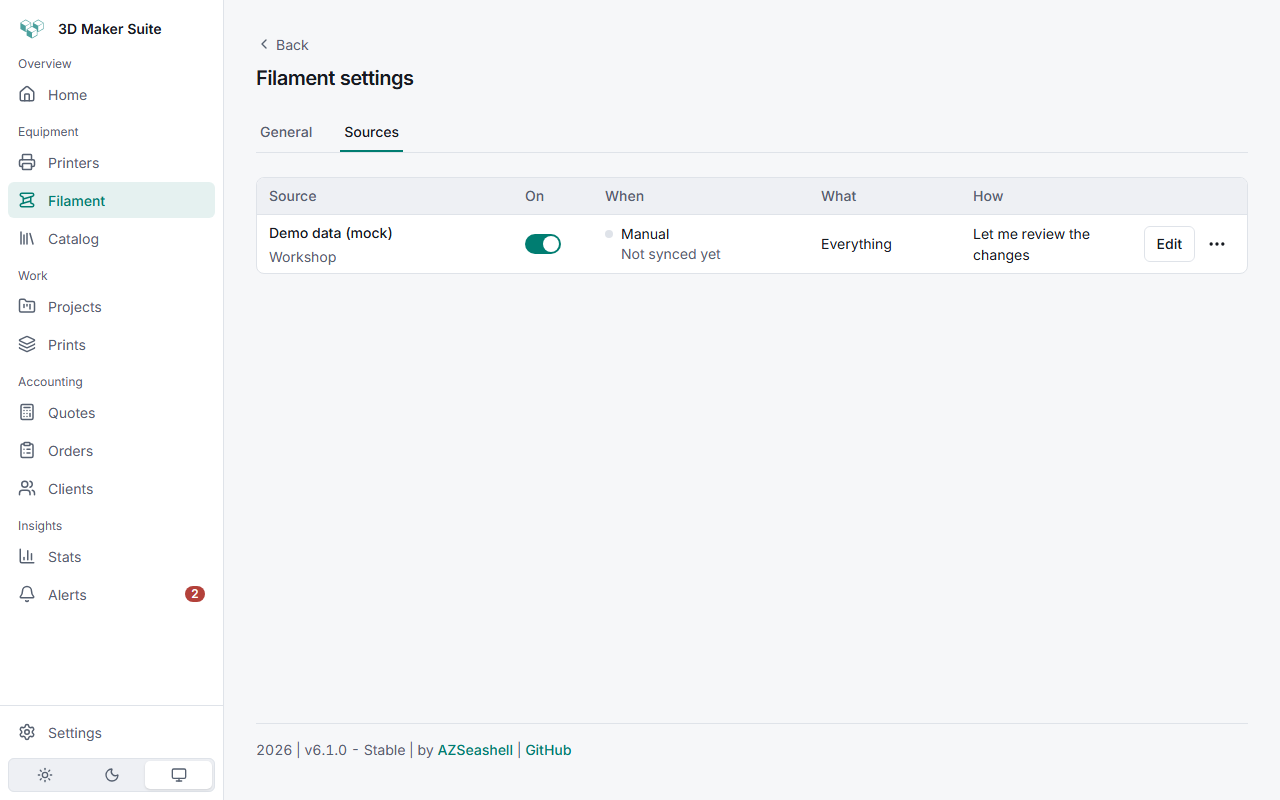 3D Maker Suite
Overview
Home
Equipment
Printers
Filament
Catalog
Work
Projects
Prints
Accounting
Quotes
Orders
Clients
Insights
Stats
Alerts 2
Settings
Back
Filament settings
General Sources
Source On When What How
Demo data (mock)
Workshop
Manual
Not synced yet
Everything
Let me review the
changes
Edit
2026 | v6.1.0 - Stable | by AZSeashell | GitHub